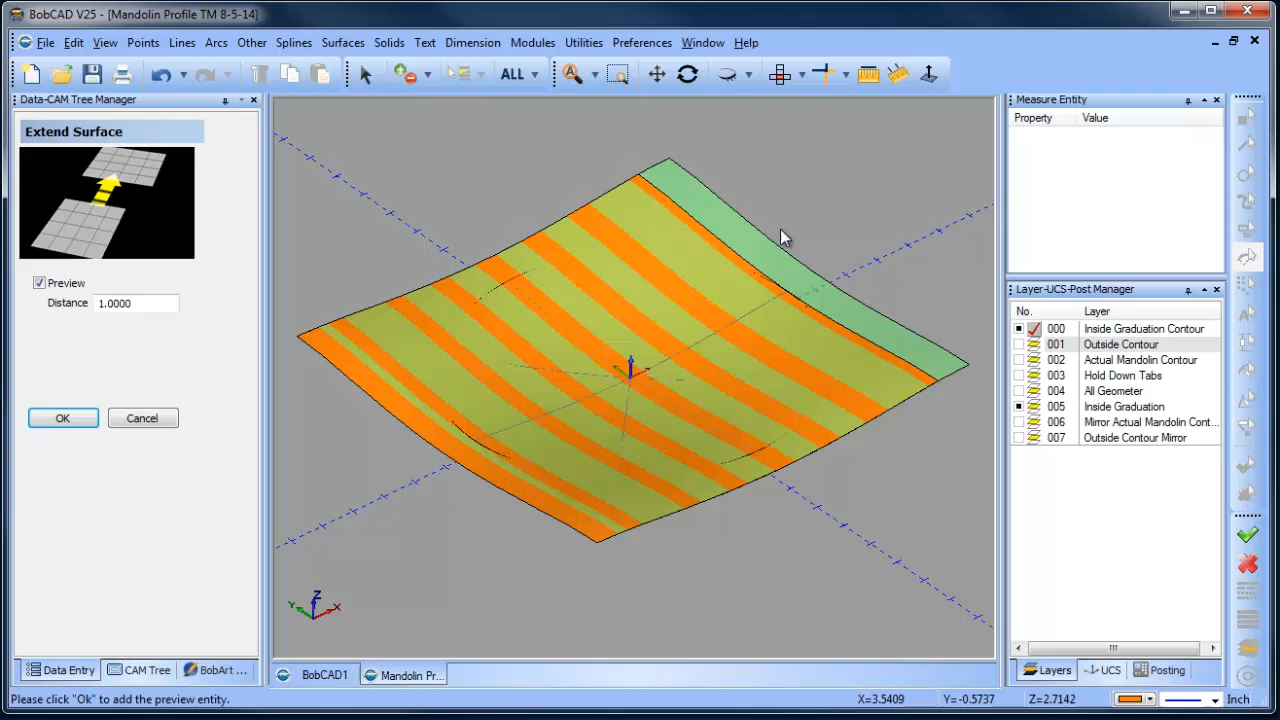 BobCAD V25 - [Mandolin Profile TM 8-5-14]
File Edit View Points Lines Arcs Other Splines Surfaces Solids Text Dimension Modules Utilities Preferences Window Help
ALL
Data-CAM Tree Manager
Extend Surface
Preview
Distance 1.0000
OK Cancel
Data Entry CAM Tree BobArt ...
Z
Y X
BobCAD1 Mandolin Pr...
Measure Entity
Property Value
Layer-UCS-Post Manager
No. Layer
000 Inside Graduation Contour
001 Outside Contour
002 Actual Mandolin Contour
003 Hold Down Tabs
004 All Geometer
005 Inside Graduation
006 Mirror Actual Mandolin Cont...
007 Outside Contour Mirror
Layers UCS Posting
Please click "Ok" to add the preview entity. X=3.5409 Y=-0.5737 Z=2.7142 Inch